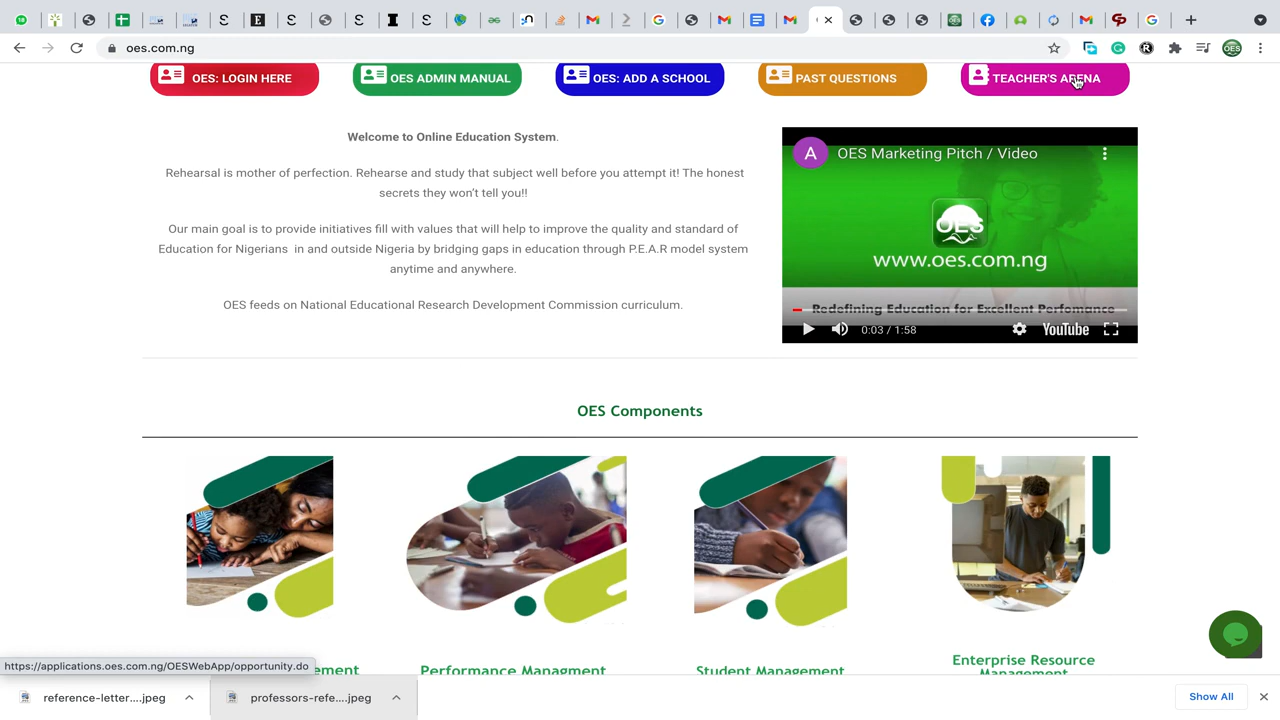 oes.com.ng
OES: LOGIN HERE
OES ADMIN MANUAL
OES: ADD A SCHOOL
PAST QUESTIONS
TEACHER'S ARENA
Welcome to Online Education System.
Rehearsal is mother of perfection. Rehearse and study that subject well before you attempt it! The honest
secrets they won't tell you!!
Our main goal is to provide initiatives fill with values that will help to improve the quality and standard of
Education for Nigerians in and outside Nigeria by bridging gaps in education through P.E.A.R model system
anytime and anywhere.
OES feeds on National Educational Research Development Commission curriculum.
A
OES Marketing Pitch / Video
OES
www.oes.com.ng
Redefining Education for Excellent Perfomance
0:03 / 1:58
YouTube
OES Components
ement
Performance Managment
Student Management
Enterprise Resource
Management
https://applications.oes.com.ng/OESWebApp/opportunity.do
reference-letter....jpeg
professors-refe....jpeg
Show All